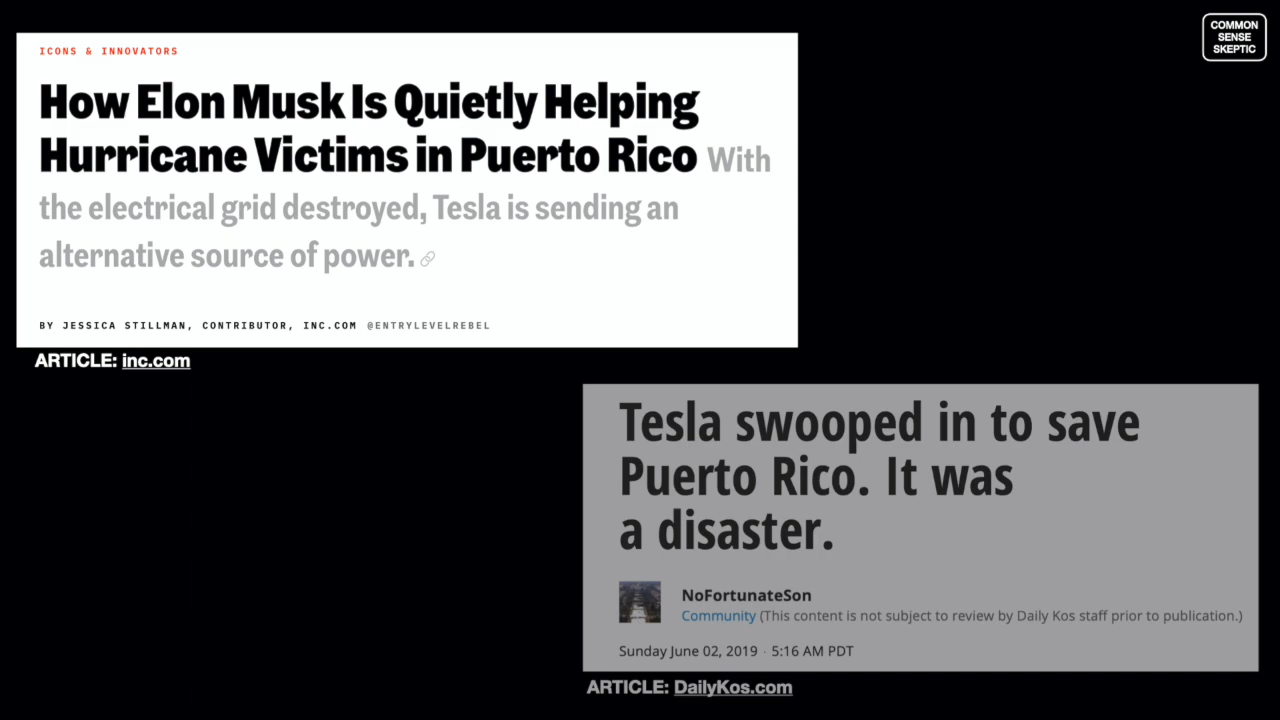 COMMON
SENSE
SKEPTIC
ICONS & INNOVATORS
How Elon Musk Is Quietly Helping
Hurricane Victims in Puerto Rico With
the electrical grid destroyed, Tesla is sending an
alternative source of power.
BY JESSICA STILLMAN, CONTRIBUTOR, INC.COM @ENTRYLEVELREBEL
ARTICLE: inc.com
Tesla swooped in to save
Puerto Rico. It was
a disaster.
NoFortunateSon
Community (This content is not subject to review by Daily Kos staff prior to publication.)
Sunday June 02, 2019 · 5:16 AM PDT
ARTICLE: DailyKos.com